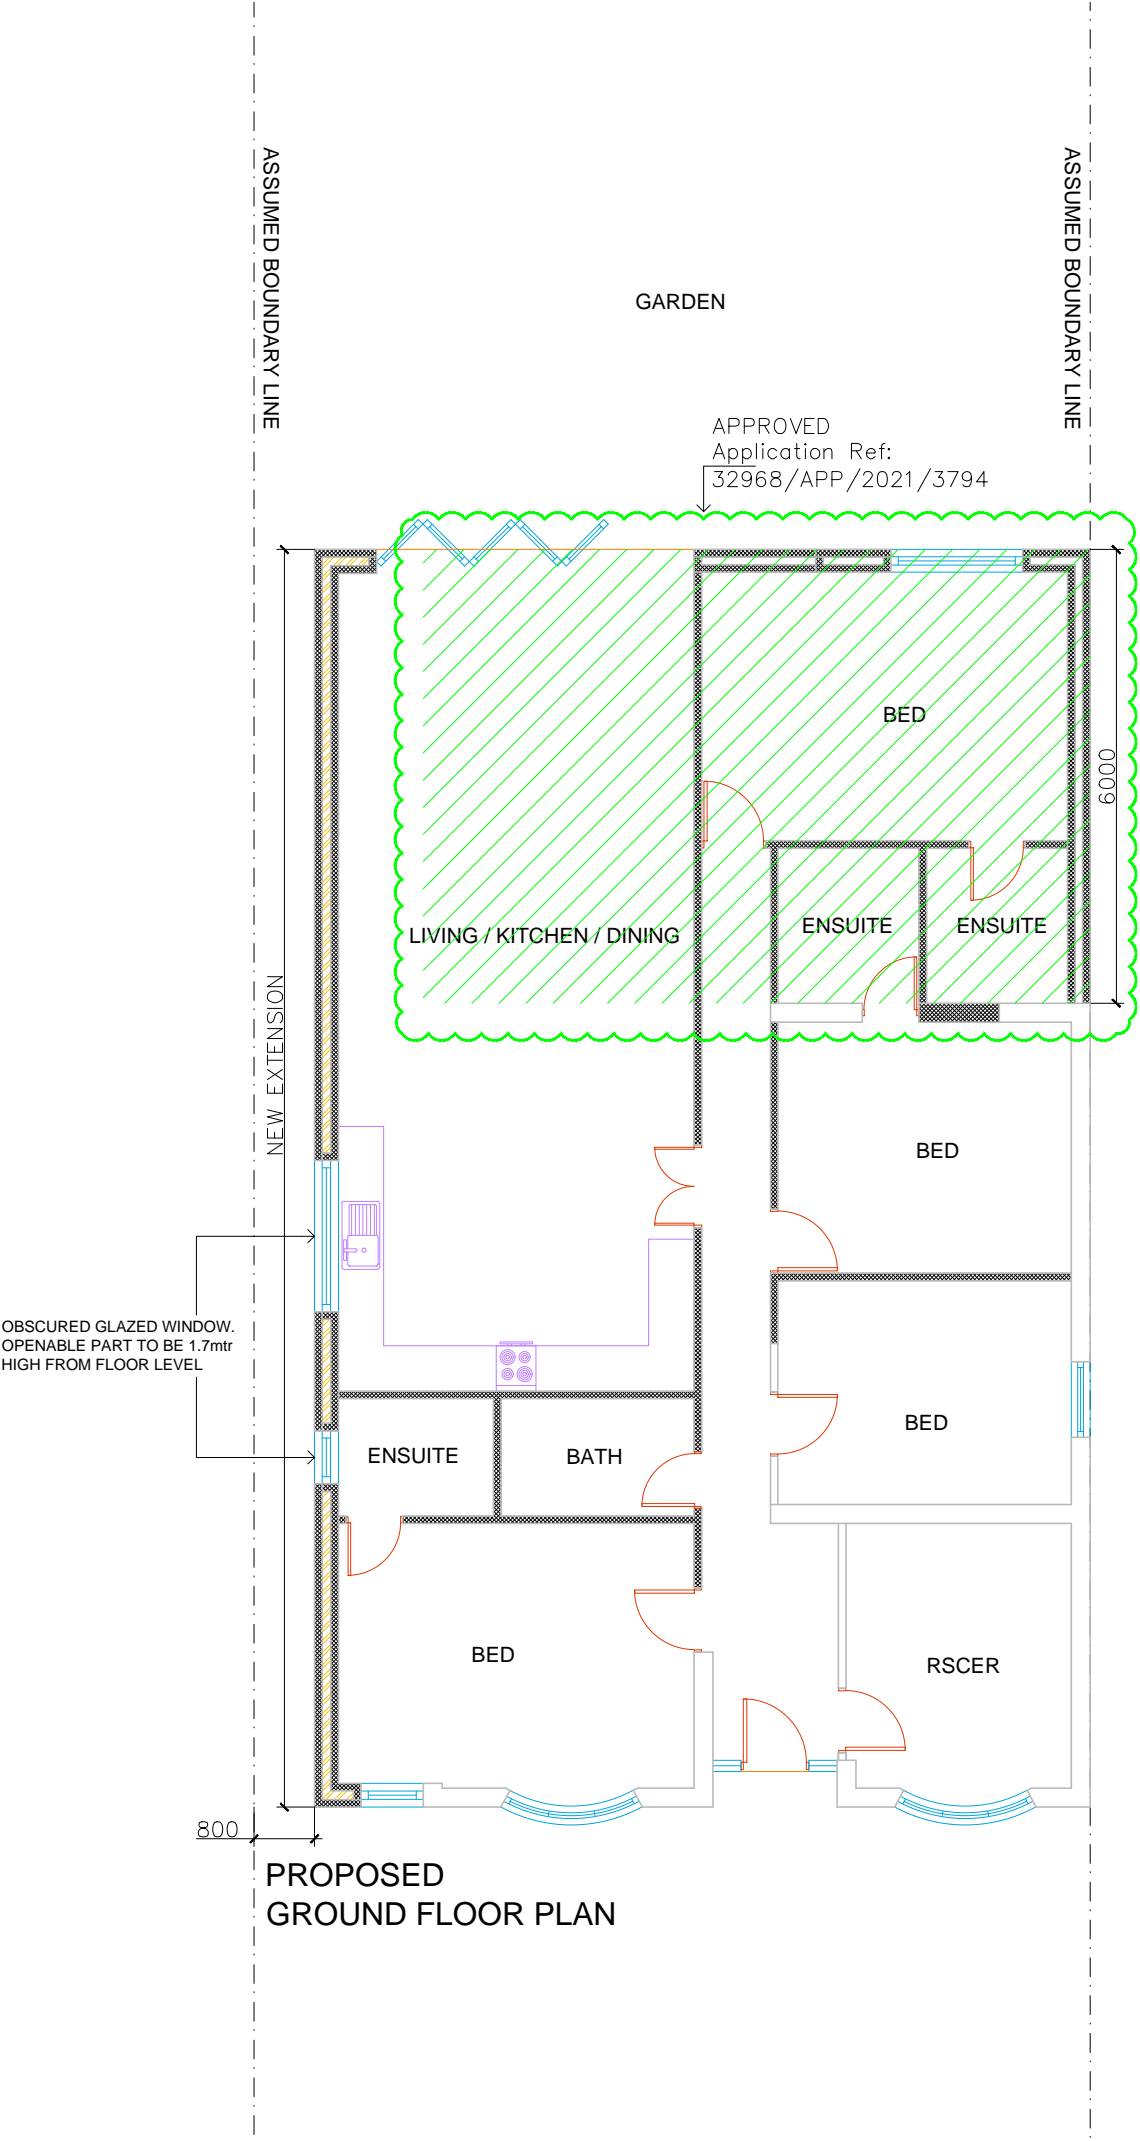 ASSUMED BOUNDARY LINE
ASSUMED BOUNDARY LINE
GARDEN
APPROVED
Application Ref:
32968/APP/2021/3794
BED
6000
LIVING / KITCHEN / DINING
ENSUITE
ENSUITE
NEW EXTENSION
BED
OBSCURED GLAZED WINDOW.
OPENABLE PART TO BE 1.7mtr
HIGH FROM FLOOR LEVEL
BED
ENSUITE
BATH
BED
RSCER
800
PROPOSED
GROUND FLOOR PLAN